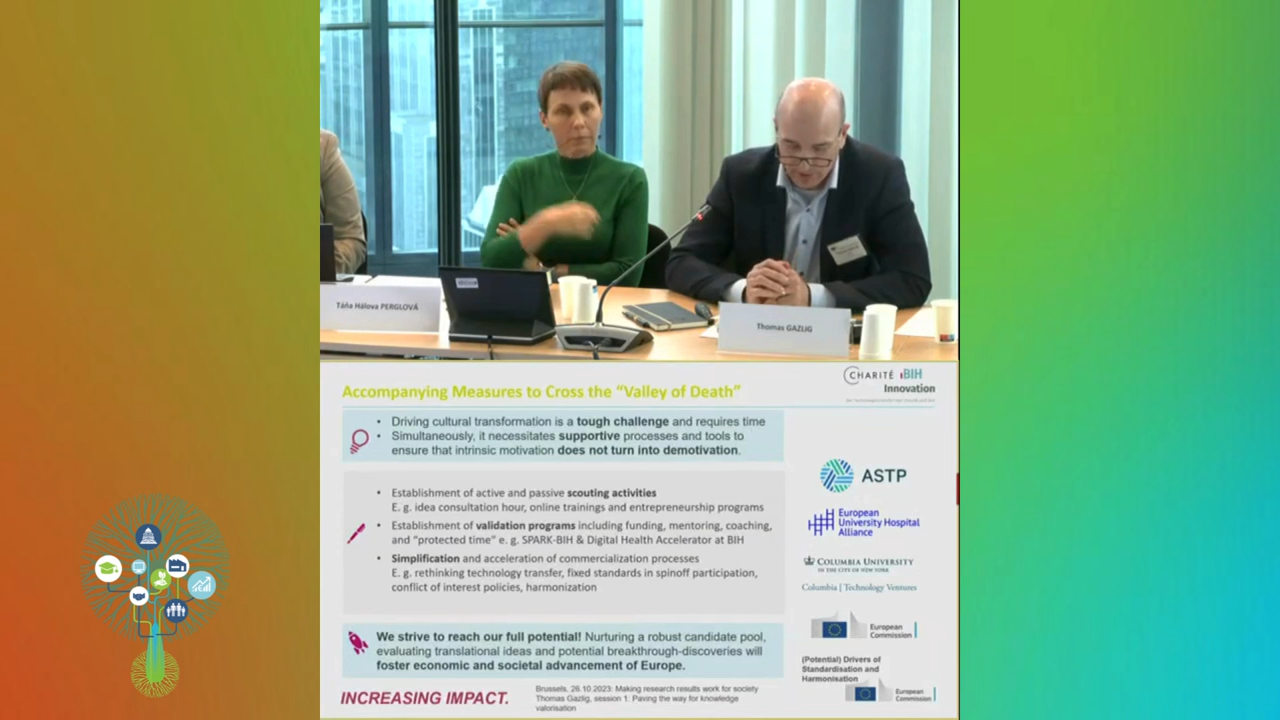 Táňa Hálova PERGLOVÁ
Thomas GAZLIG
CHARITÉ BIH
Innovation
Accompanying Measures to Cross the “Valley of Death”
• Driving cultural transformation is a tough challenge and requires time
• Simultaneously, it necessitates supportive processes and tools to
ensure that intrinsic motivation does not turn into demotivation.
• Establishment of active and passive scouting activities
E. g. idea consultation hour, online trainings and entrepreneurship programs
• Establishment of validation programs including funding, mentoring, coaching,
and “protected time” e. g. SPARK-BIH & Digital Health Accelerator at BIH
• Simplification and acceleration of commercialization processes
E. g. rethinking technology transfer, fixed standards in spinoff participation,
conflict of interest policies, harmonization
We strive to reach our full potential! Nurturing a robust candidate pool,
evaluating translational ideas and potential breakthrough-discoveries will
foster economic and societal advancement of Europe.
ASTP
European
University Hospital
Alliance
COLUMBIA UNIVERSITY
IN THE CITY OF NEW YORK
Columbia | Technology Ventures
European
Commission
(Potential) Drivers of
Standardisation and
Harmonisation
European
Commission
INCREASING IMPACT.
Brussels, 26.10.2023: Making research results work for society
Thomas Gazlig, session 1: Paving the way for knowledge
valorisation